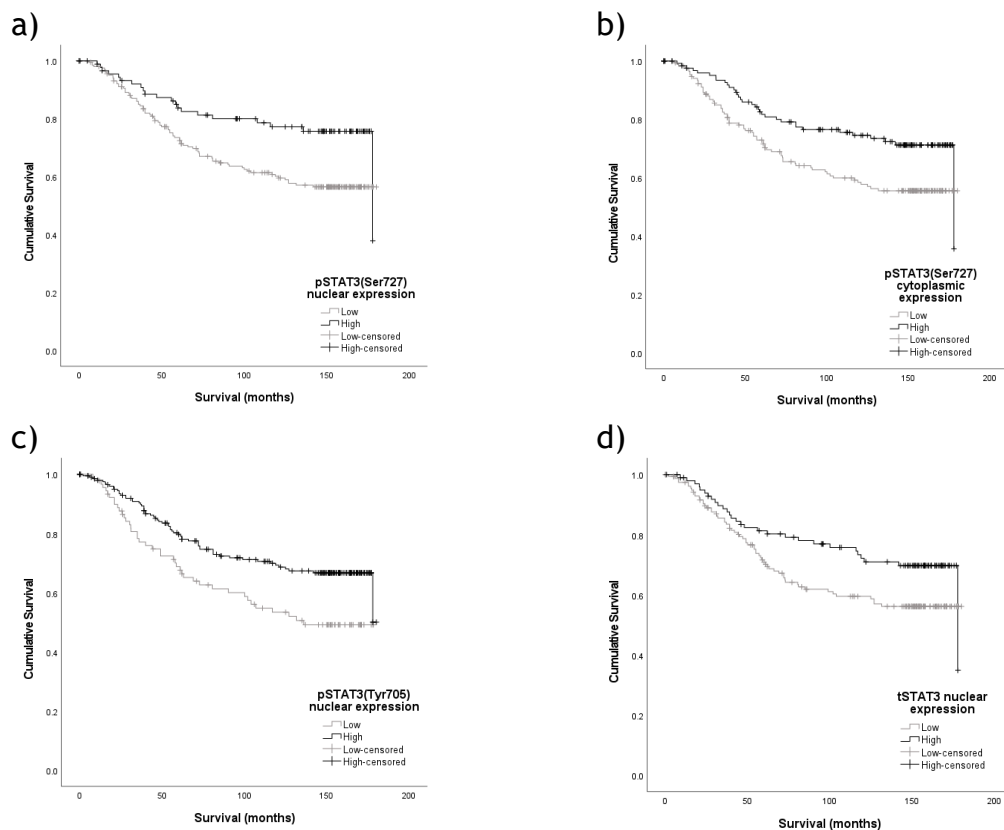 a)
1.0
0.8
0.6
0.4
0.2
0.0
Cumulative Survival
pSTAT3(Ser727)
nuclear expression
Low
High
Low-censored
High-censored
0 50 100 150 200
Survival (months)
b)
1.0
0.8
0.6
0.4
0.2
0.0
Cumulative Survival
pSTAT3(Ser727)
cytoplasmic
expression
Low
High
Low-censored
High-censored
0 50 100 150 200
Survival (months)
c)
1.0
0.8
0.6
0.4
0.2
0.0
Cumulative Survival
pSTAT3(Tyr705)
nuclear expression
Low
High
Low-censored
High-censored
0 50 100 150 200
Survival (months)
d)
1.0
0.8
0.6
0.4
0.2
0.0
Cumulative Survival
tSTAT3 nuclear
expression
Low
High
Low-censored
High-censored
0 50 100 150 200
Survival (months)